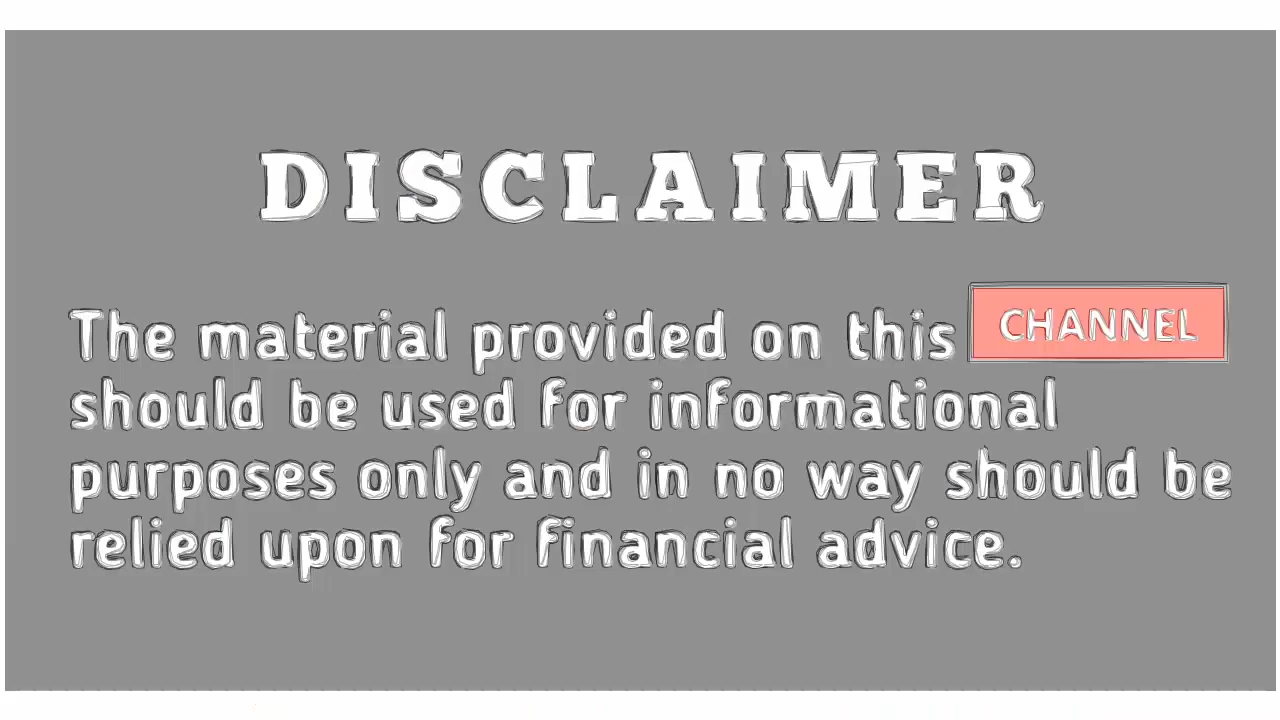 DISCLAIMER
The material provided on this CHANNEL
should be used for informational
purposes only and in no way should be
relied upon for financial advice.